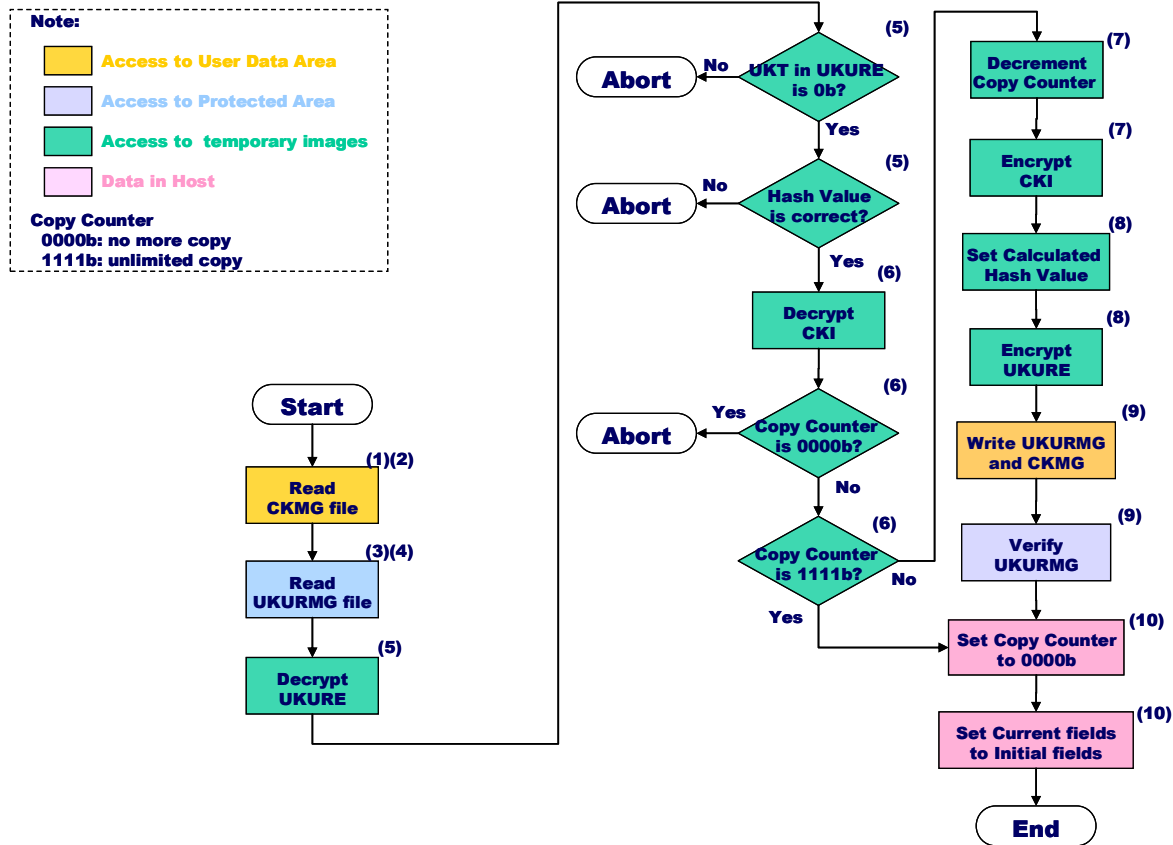 Note:
Access to User Data Area
Access to Protected Area
Access to temporary images
Data in Host
Copy Counter
0000b: no more copy
1111b: unlimited copy
Start
(1)(2)
Read
CKMG file
(3)(4)
Read
UKURMG file
(5)
Decrypt
UKURE
(5)
UKT in UKURE
is 0b?
No
Abort
Yes
(5)
Hash Value
is correct?
No
Abort
Yes
(6)
Decrypt
CKI
(6)
Copy Counter
is 0000b?
Yes
Abort
No
(6)
Copy Counter
is 1111b?
No
Yes
(7)
Decrement
Copy Counter
(7)
Encrypt
CKI
(8)
Set Calculated
Hash Value
(8)
Encrypt
UKURE
(9)
Write UKURMG
and CKMG
(9)
Verify
UKURMG
(10)
Set Copy Counter
to 0000b
(10)
Set Current fields
to Initial fields
End